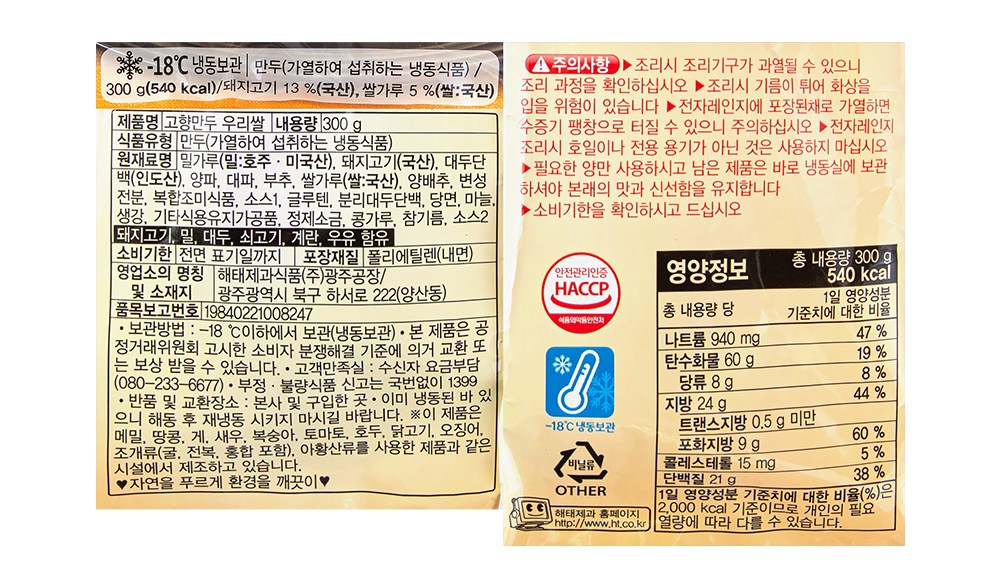 -18℃ 냉동보관 만두(가열하여 섭취하는 냉동식품) /
300 g(540 kcal)/돼지고기 13 %(국산), 쌀가루 5 %(쌀:국산)
제품명 고향만두 우리쌀 내용량 300 g
식품유형 만두(가열하여 섭취하는 냉동식품)
원재료명 밀가루(밀:호주·미국산), 돼지고기(국산), 대두단
백(인도산), 양파, 대파, 부추, 쌀가루(쌀:국산), 양배추, 변성
전분, 복합조미식품, 소스1, 글루텐, 분리대두단백, 당면, 마늘,
생강, 기타식용유지가공품, 정제소금, 콩가루, 참기름, 소스2
돼지고기, 밀, 대두, 쇠고기, 계란, 우유 함유
소비기한 전면 표기일까지 포장재질 폴리에틸렌(내면)
영업소의 명칭 해태제과식품(주)광주공장/
및 소재지 광주광역시 북구 하서로 222(양산동)
품목보고번호 19840221008247
• 보관방법 : -18 ℃이하에서 보관(냉동보관) • 본 제품은 공
정거래위원회 고시한 소비자 분쟁해결 기준에 의거 교환 또
는 보상 받을 수 있습니다. • 고객만족실 : 수신자 요금부담
(080-233-6677) • 부정·불량식품 신고는 국번없이 1399
• 반품 및 교환장소 : 본사 및 구입한 곳 • 이미 냉동된 바 있
으니 해동 후 재냉동 시키지 마시길 바랍니다. ※이 제품은
메밀, 땅콩, 게, 새우, 복숭아, 토마토, 호두, 닭고기, 오징어,
조개류(굴, 전복, 홍합 포함), 아황산류를 사용한 제품과 같은
시설에서 제조하고 있습니다.
♥자연을 푸르게 환경을 깨끗이♥
주의사항 ▶조리시 조리기구가 과열될 수 있으니
조리 과정을 확인하십시오 ▶조리시 기름이 튀어 화상을
입을 위험이 있습니다 ▶전자레인지에 포장된채로 가열하면
수증기 팽창으로 터질 수 있으니 주의하십시오 ▶전자레인지
조리시 호일이나 전용 용기가 아닌 것은 사용하지 마십시오
▶필요한 양만 사용하시고 남은 제품은 바로 냉동실에 보관
하셔야 본래의 맛과 신선함을 유지합니다
▶소비기한을 확인하시고 드십시오
안전관리인증
HACCP
식품의약품안전처
-18℃ 냉동보관
비닐류
OTHER
해태제과 홈페이지
http://www.ht.co.kr
영양정보 총 내용량 300 g
540 kcal
총 내용량 당 1일 영양성분
기준치에 대한 비율
나트륨 940 mg 47 %
탄수화물 60 g 19 %
당류 8 g 8 %
지방 24 g 44 %
트랜스지방 0.5 g 미만
포화지방 9 g 60 %
콜레스테롤 15 mg 5 %
단백질 21 g 38 %
1일 영양성분 기준치에 대한 비율(%)은
2,000 kcal 기준이므로 개인의 필요
열량에 따라 다를 수 있습니다.